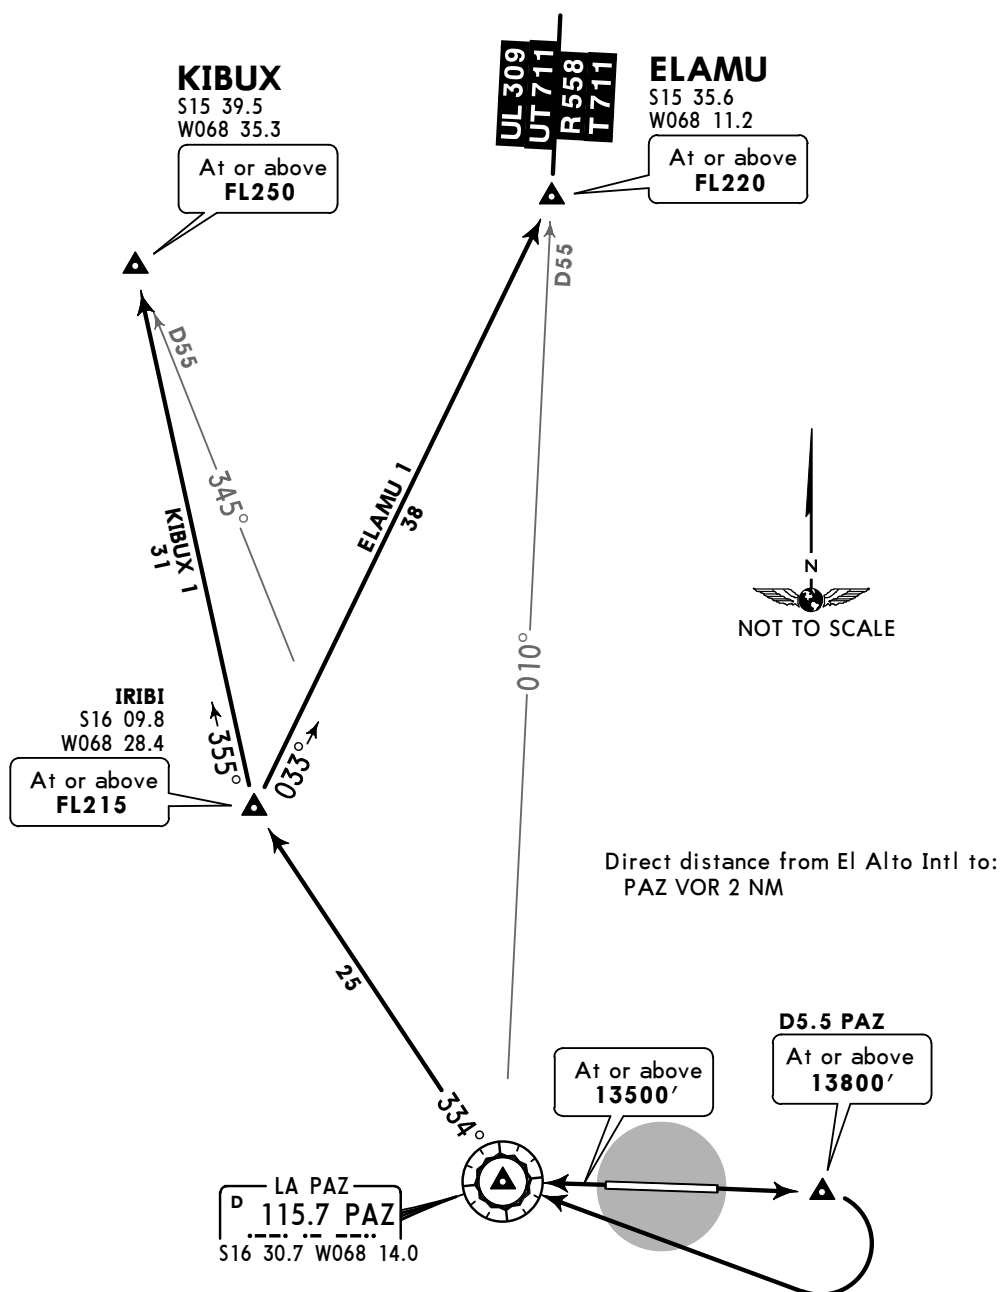 KIBUX
S15 39.5
W068 35.3
At or above
FL250
UL 309
UT 711
R 558
T 711
ELAMU
S15 35.6
W068 11.2
At or above
FL220
D55
D55
345°
KIBUX 1
31
ELAMU 1
38
010°
N
NOT TO SCALE
IRIBI
S16 09.8
W068 28.4
At or above
FL215
355°
033°
Direct distance from El Alto Intl to:
PAZ VOR 2 NM
25
D5.5 PAZ
At or above
13800'
At or above
13500'
334°
LA PAZ
D 115.7 PAZ
S16 30.7 W068 14.0